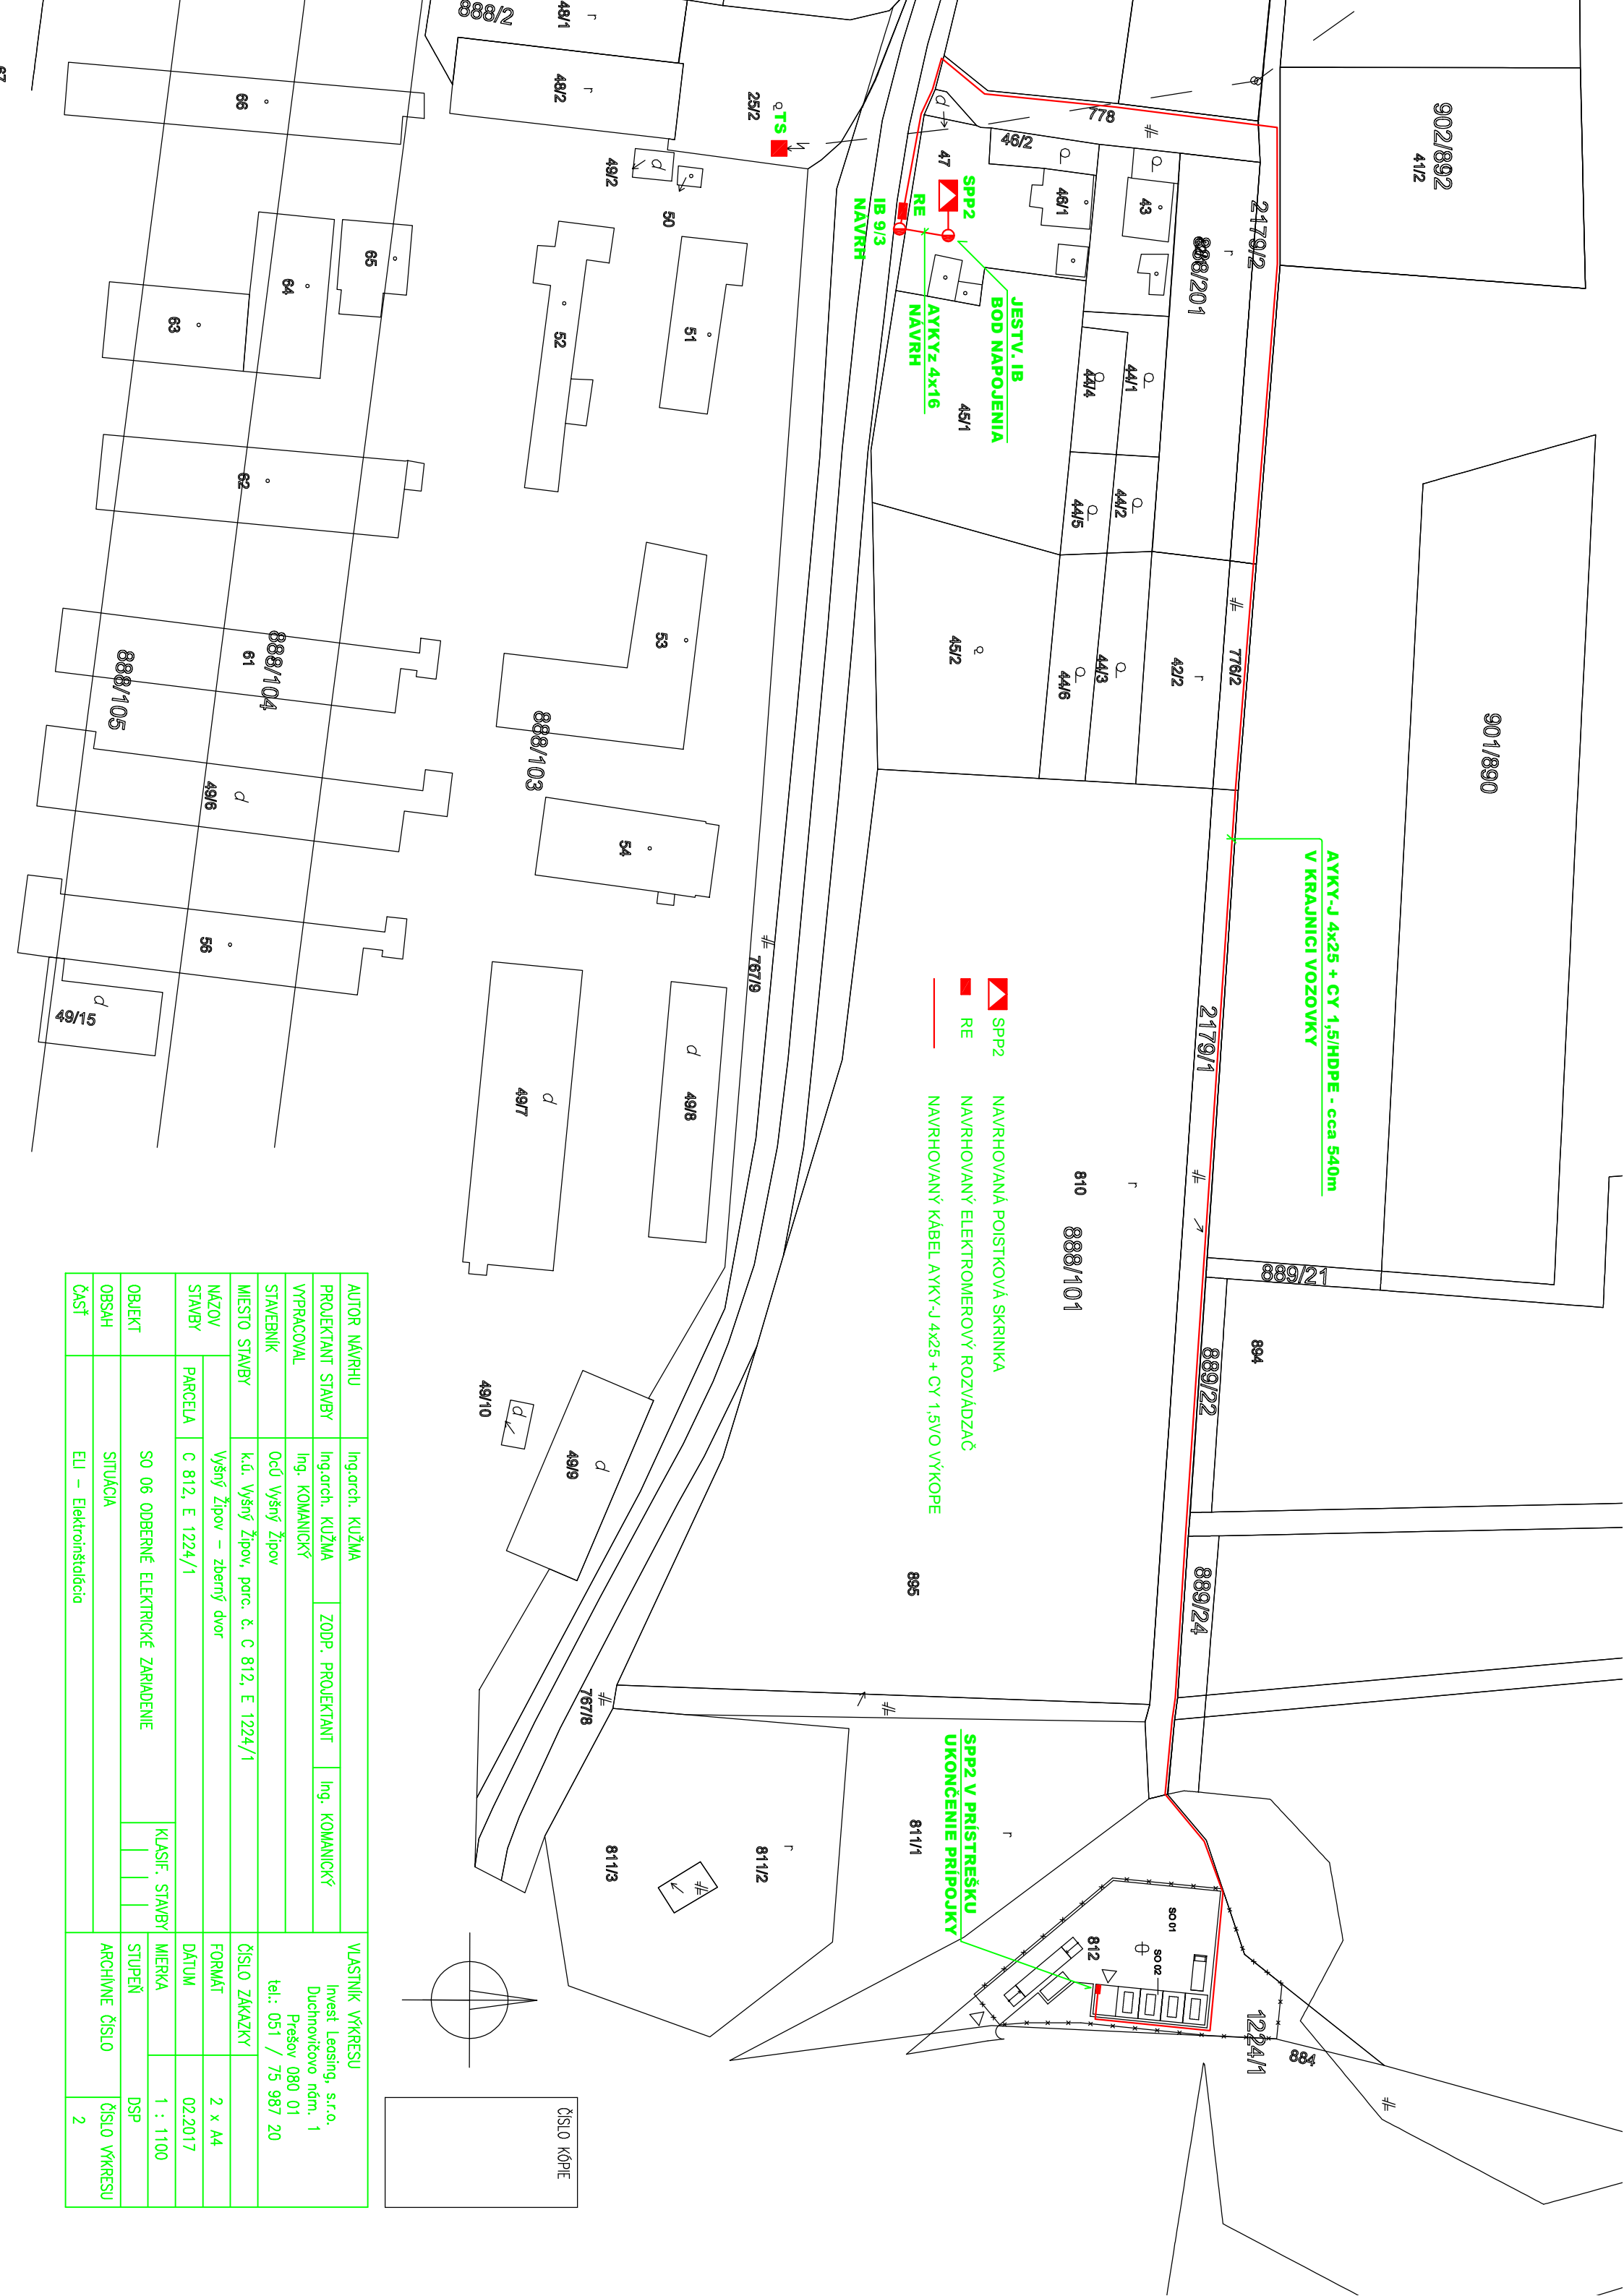 902/892
41/2
2179/2
888/201
778
46/2
47
46/1
43
SPP2
RE
IB 9/3
NÁVRH
TS
25/2
48/1
888/2
48/2
49/2
50
66
67
65
64
63
51
52
JESTV. IB
BOD NAPOJENIA
AYKYz 4x16
NÁVRH
45/1
44/1
44/4
44/2
44/5
44/3
44/6
45/2
42/2
776/2
901/890
62
53
888/104
61
888/105
888/103
49/6
54
56
49/15
767/9
AYKY-J 4x25 + CY 1,5/HDPE - cca 540m
V KRAJNICI VOZOVKY
2179/1
SPP2 NAVRHOVANÁ POISTKOVÁ SKRINKA
RE NAVRHOVANÝ ELEKTROMEROVÝ ROZVÁDZAČ
NAVRHOVANÝ KÁBEL AYKY-J 4x25 + CY 1,5VO VÝKOPE
49/8
49/7
810
888/101
889/21
894
889/22
889/24
895
49/10
49/9
767/8
811/1
811/2
811/3
SPP2 V PRÍSTREŠKU
UKONČENIE PRÍPOJKY
SO 01
SO 02
812
1224/1
884
ČÍSLO KÓPIE
AUTOR NÁVRHU Ing.arch. KUŽMA
PROJEKTANT STAVBY Ing.arch. KUŽMA ZODP. PROJEKTANT Ing. KOMANICKÝ
VYPRACOVAL Ing. KOMANICKÝ
STAVEBNÍK OcÚ Vyšný Žipov
MIESTO STAVBY k.ú. Vyšný Žipov, parc. č. C 812, E 1224/1
NÁZOV
STAVBY
Vyšný Žipov – zberný dvor
PARCELA C 812, E 1224/1
OBJEKT SO 06 ODBERNÉ ELEKTRICKÉ ZARIADENIE
KLASIF. STAVBY
OBSAH SITUÁCIA
ČASŤ ELI – Elektroinštalácia
VLASTNÍK VÝKRESU
Invest Leasing, s.r.o.
Duchnovičovo nám. 1
Prešov 080 01
tel.: 051 / 75 987 20
ČÍSLO ZÁKAZKY
FORMÁT 2 x A4
DÁTUM 02.2017
MIERKA 1 : 1100
STUPEŇ DSP
ARCHÍVNE ČÍSLO ČÍSLO VÝKRESU
2